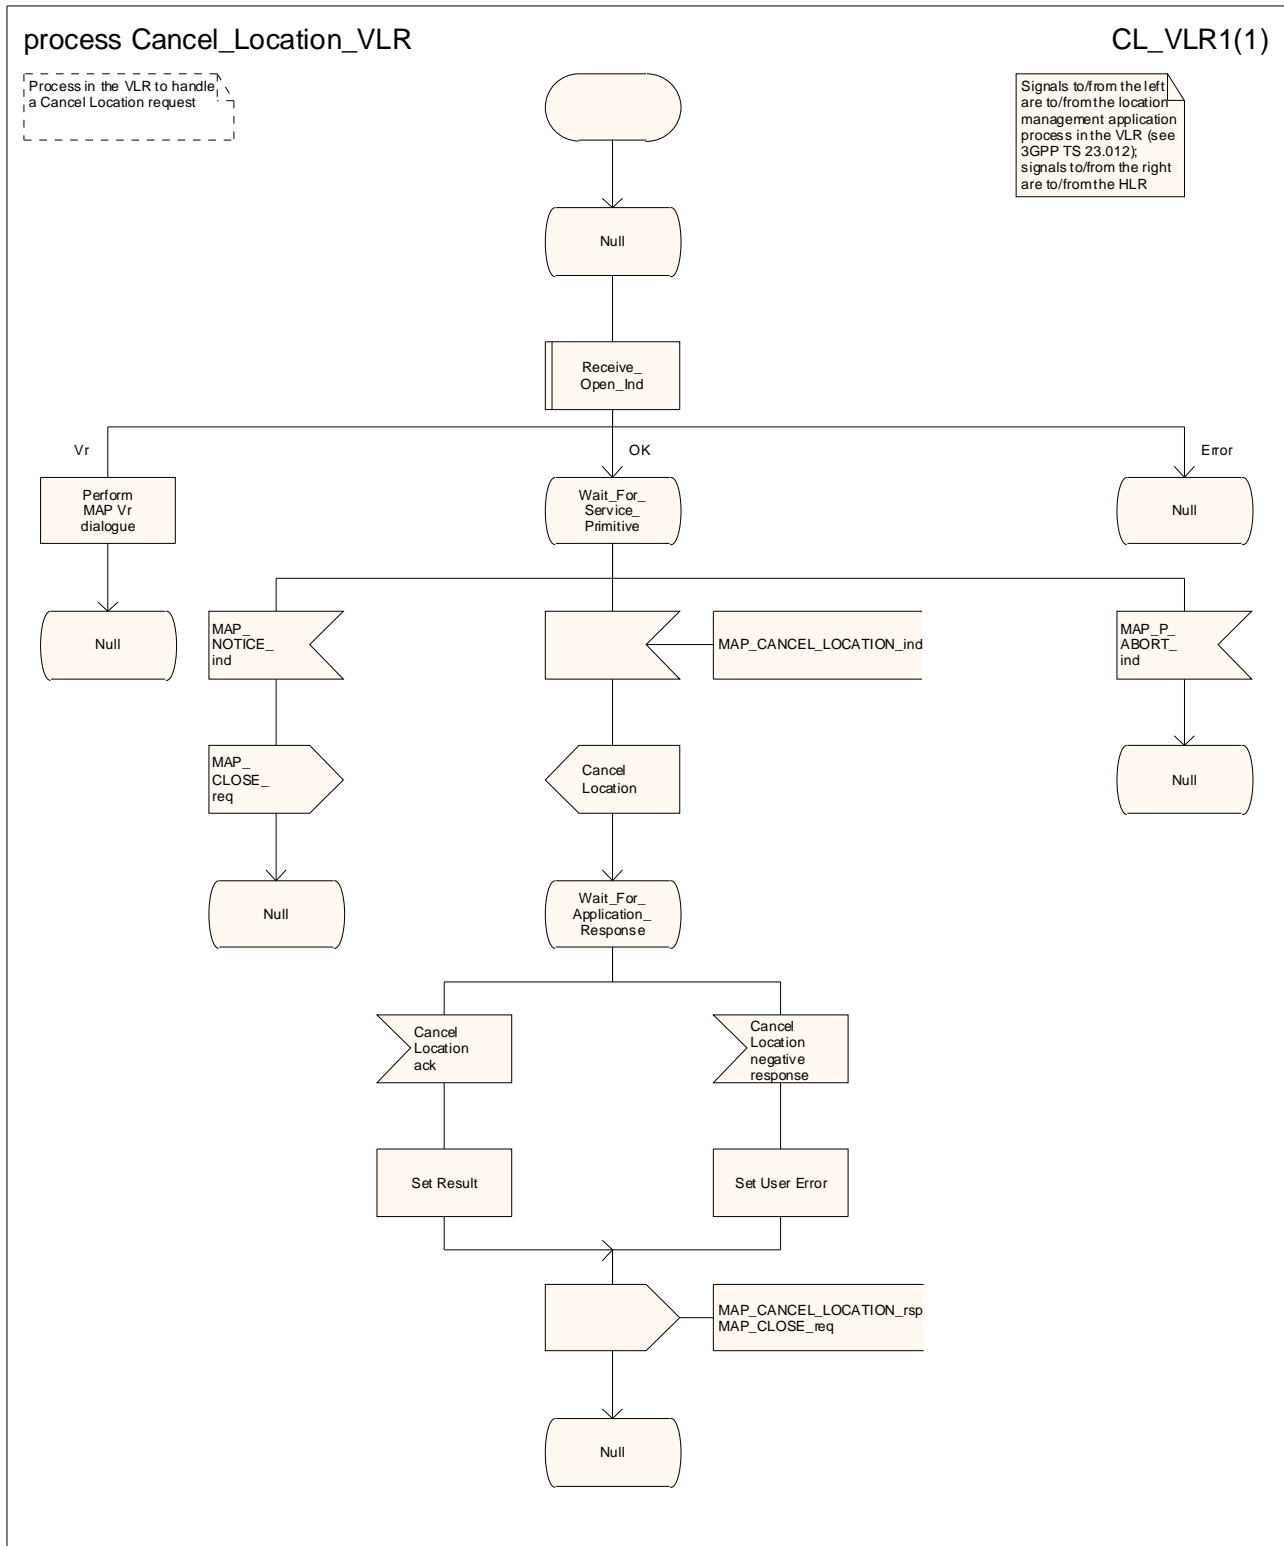 process Cancel_Location_VLR
CL_VLR1(1)
Process in the VLR to handle
a Cancel Location request
Signals to/from the left
are to/from the location
management application
process in the VLR (see
3GPP TS 23.012);
signals to/from the right
are to/from the HLR
Null
Receive_
Open_Ind
Vr
OK
Error
Perform
MAP Vr
dialogue
Wait_For_
Service_
Primitive
Null
Null
MAP_
NOTICE_
ind
MAP_CANCEL_LOCATION_ind
MAP_P_
ABORT_
ind
MAP_
CLOSE_
req
Cancel
Location
Null
Null
Wait_For_
Application_
Response
Cancel
Location
ack
Cancel
Location
negative
response
Set Result
Set User Error
MAP_CANCEL_LOCATION_rsp
MAP_CLOSE_req
Null